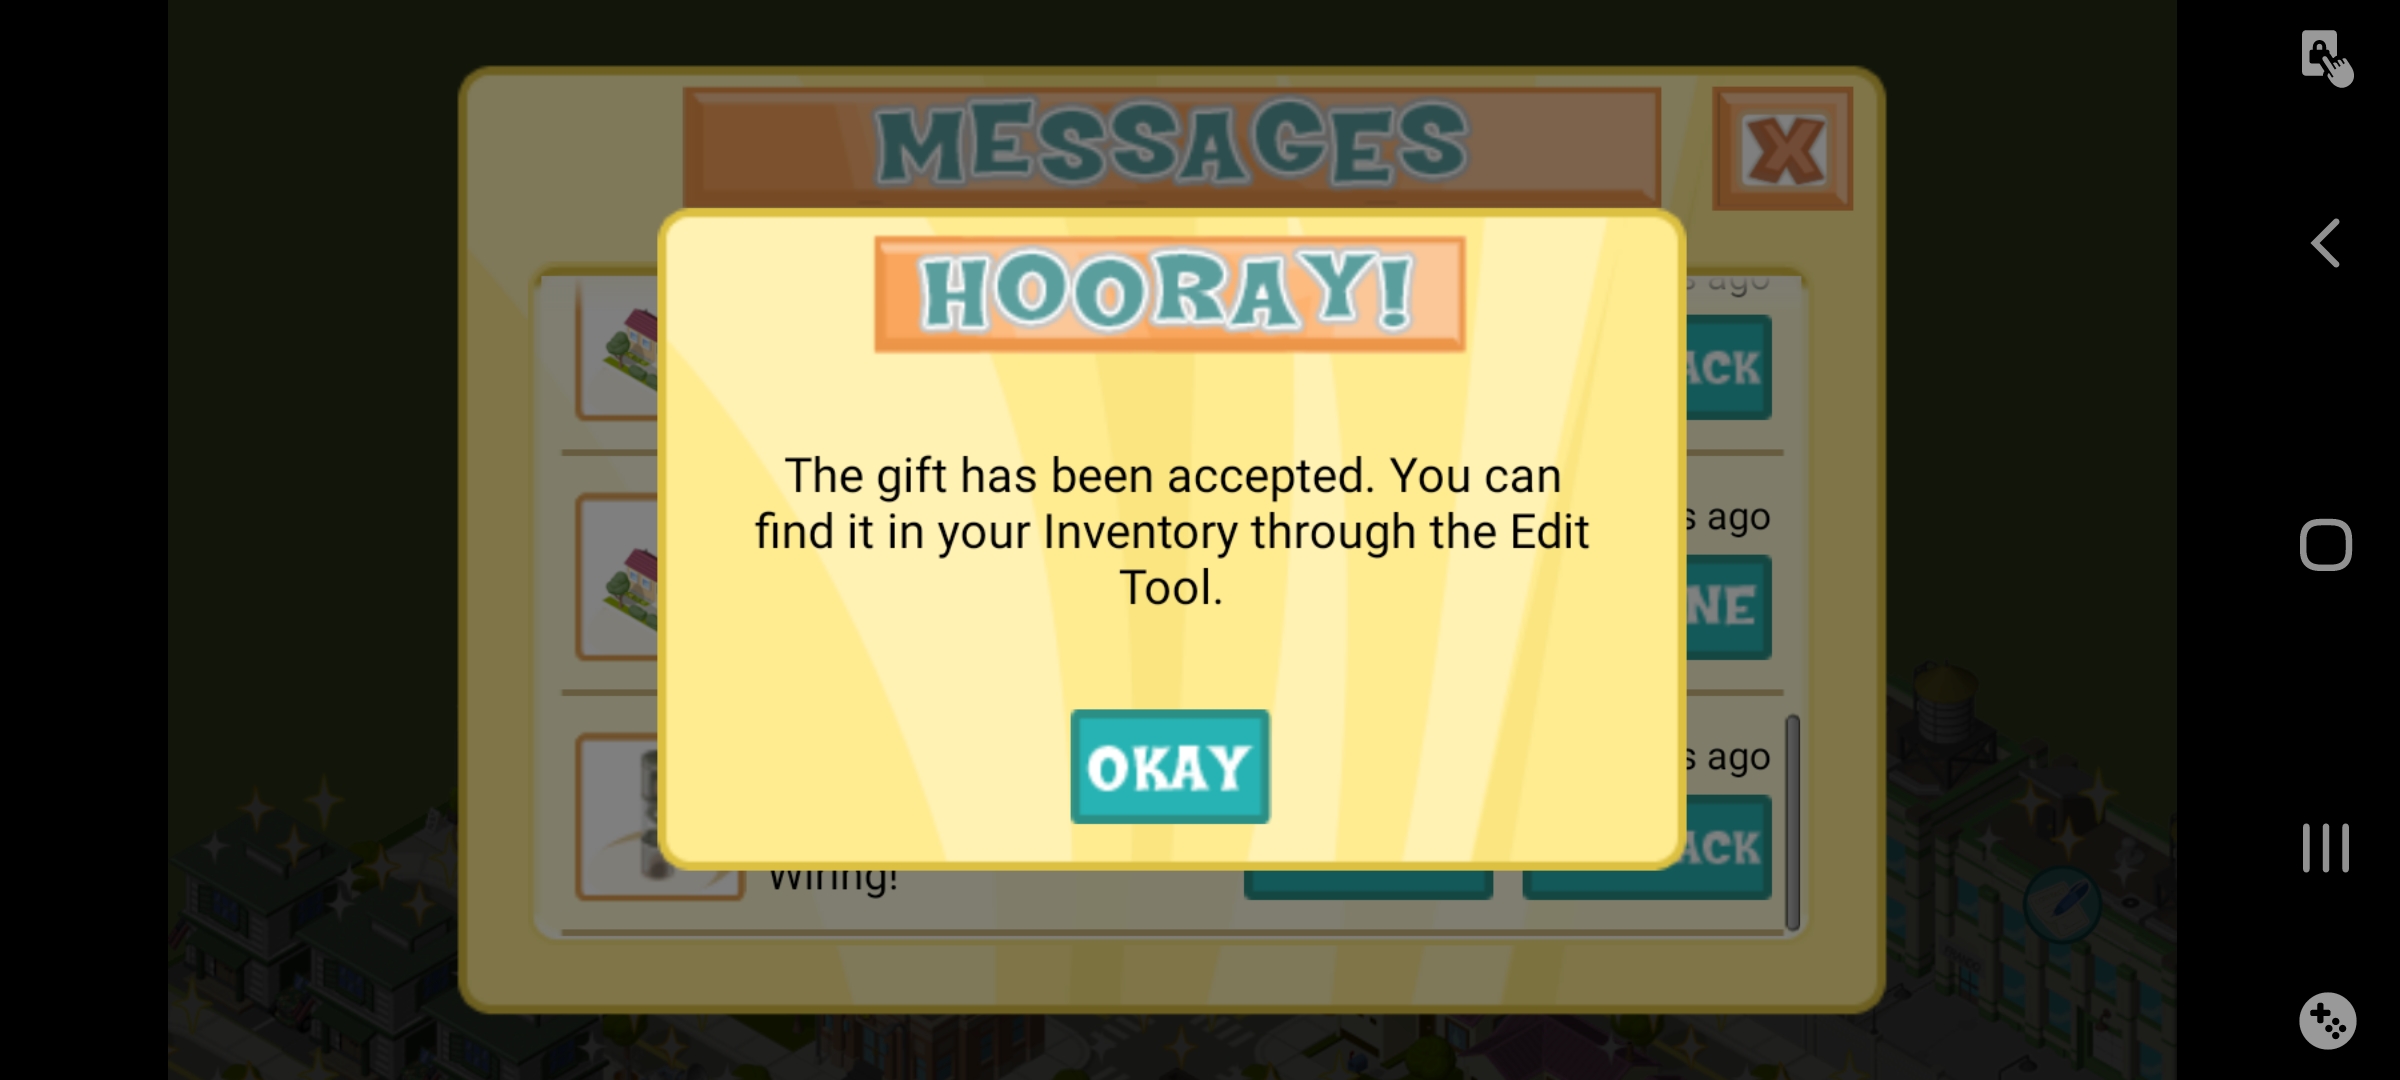 MESSAGES
X
HOORAY!
The gift has been accepted. You can
find it in your Inventory through the Edit
Tool.
OKAY
ago
ACK
s ago
NE
s ago
ACK
Wiring!